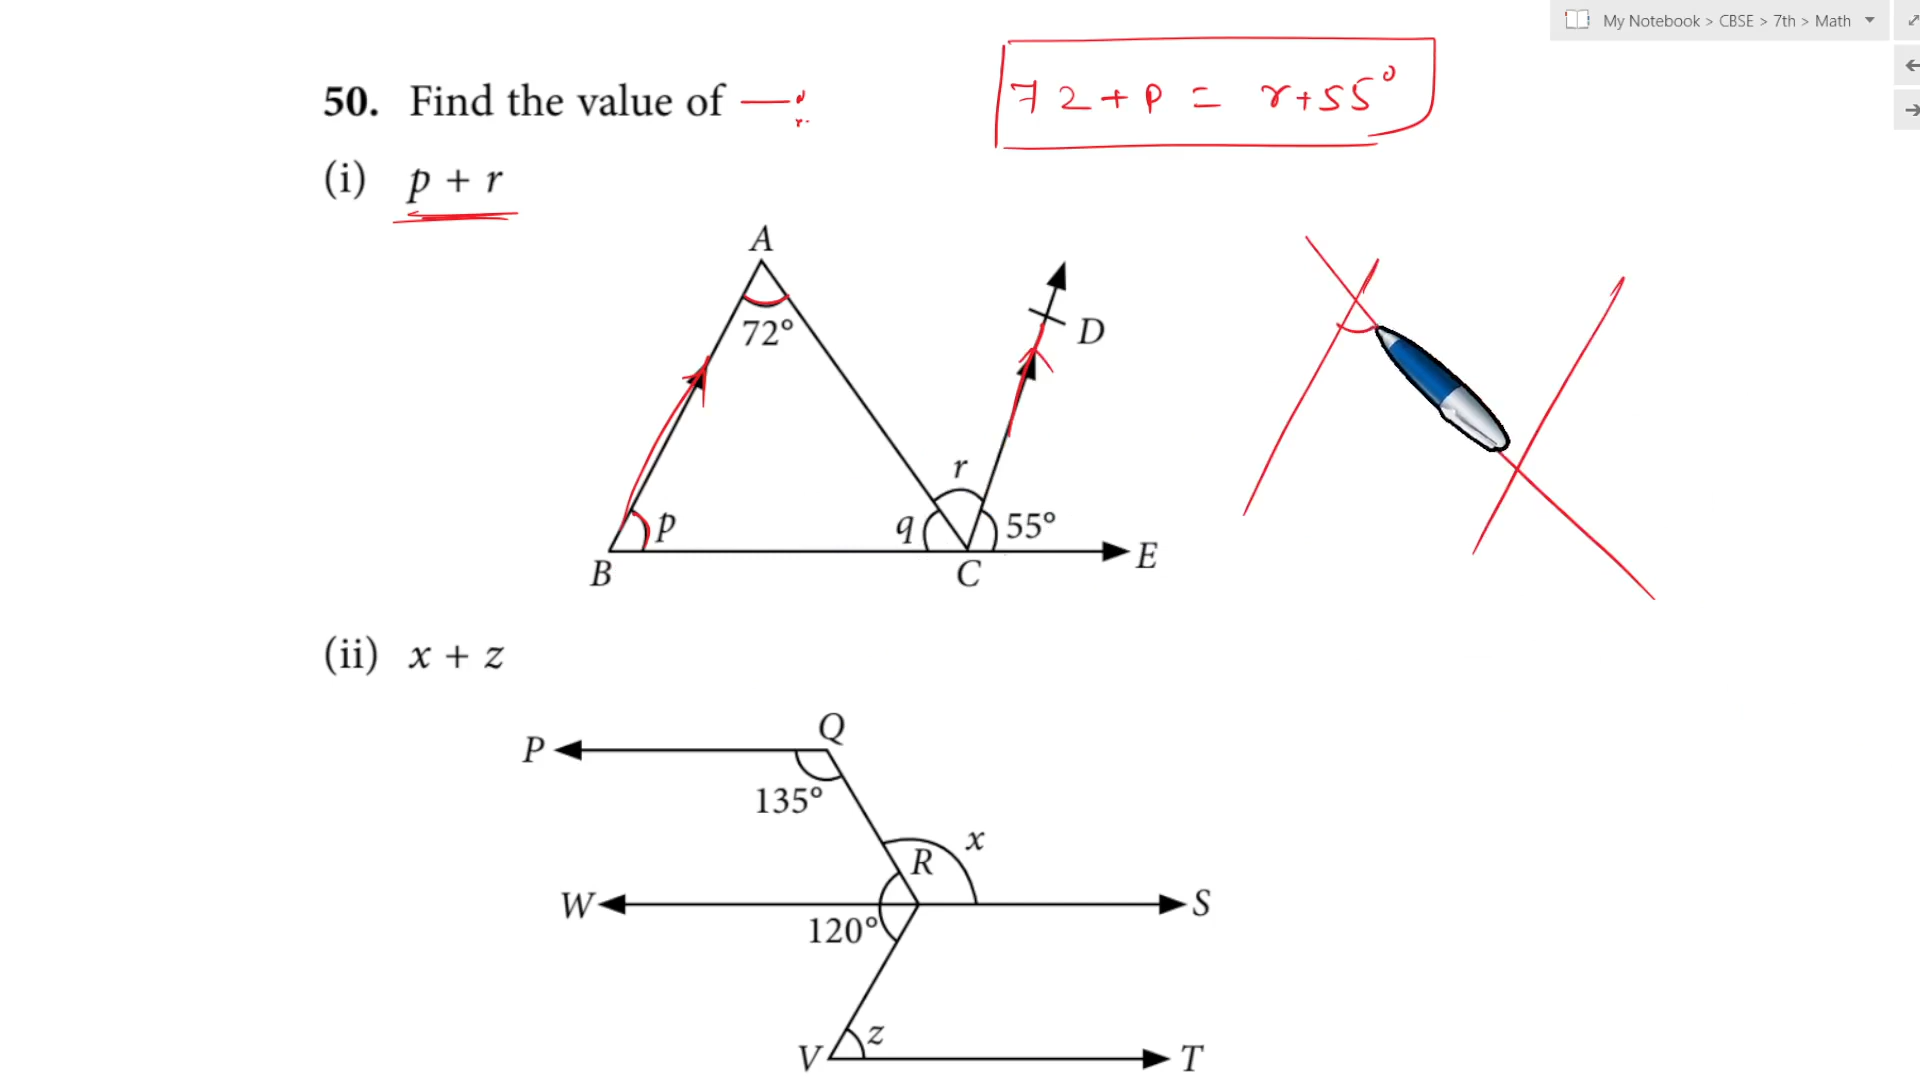 My Notebook > CBSE > 7th > Math
50. Find the value of
72 + p = r + 55°
(i) p + r
A
72°
D
r
p
q
55°
E
B
C
(ii) x + z
Q
P
135°
x
R
W
S
120°
z
V
T